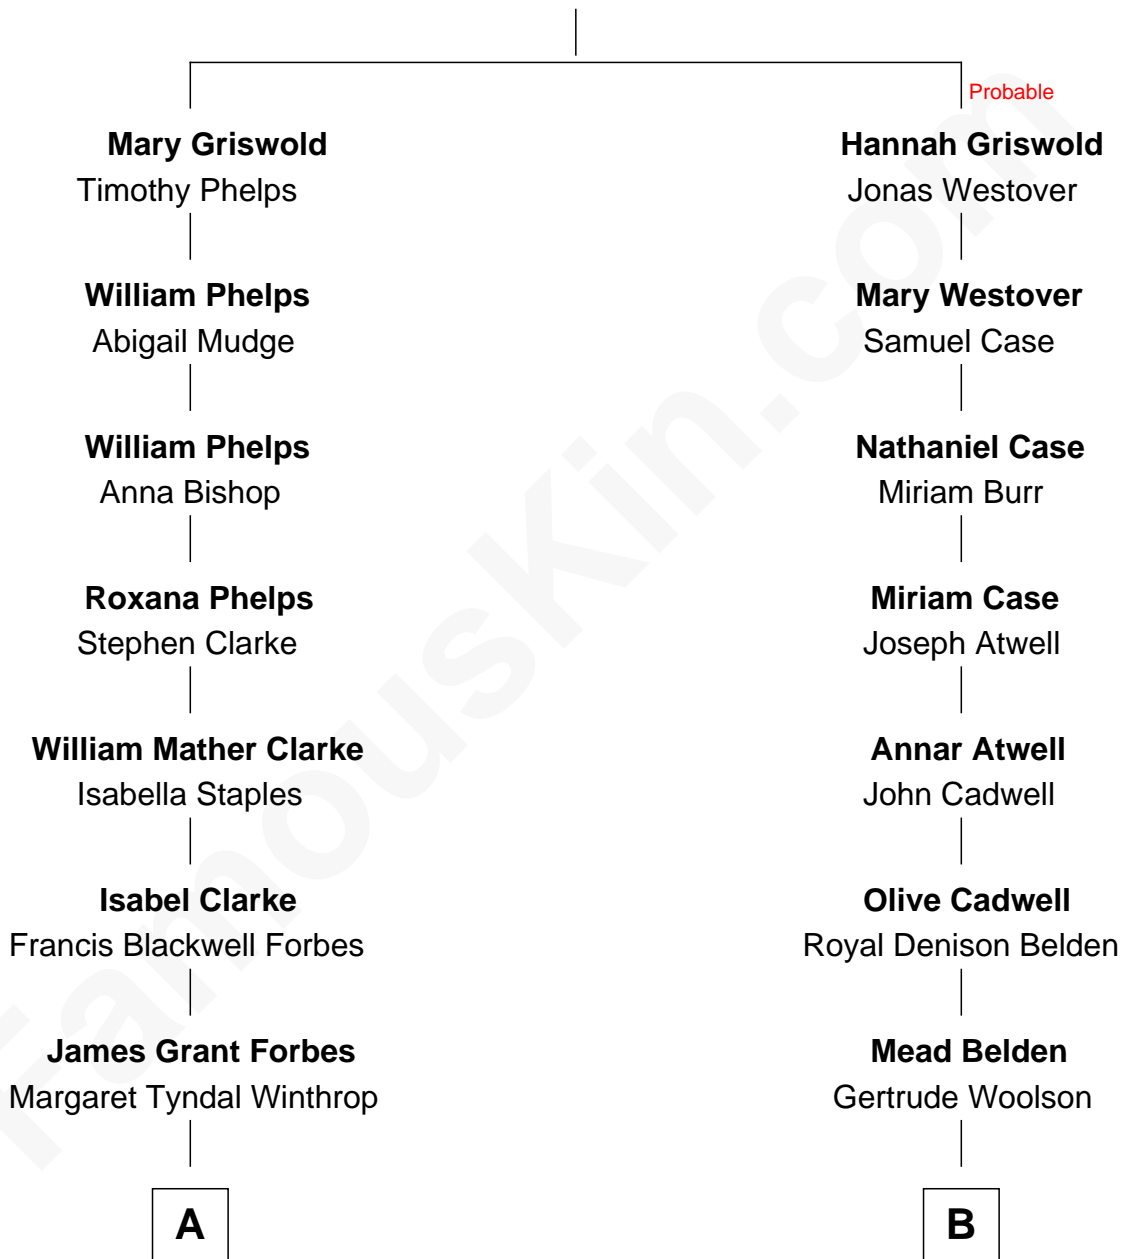 Probable
Mary Griswold
Timothy Phelps
Hannah Griswold
Jonas Westover
William Phelps
Abigail Mudge
Mary Westover
Samuel Case
William Phelps
Anna Bishop
Nathaniel Case
Miriam Burr
Roxana Phelps
Stephen Clarke
Miriam Case
Joseph Atwell
William Mather Clarke
Isabella Staples
Annar Atwell
John Cadwell
Isabel Clarke
Francis Blackwell Forbes
Olive Cadwell
Royal Denison Belden
James Grant Forbes
Margaret Tyndal Winthrop
Mead Belden
Gertrude Woolson
A
B
FamousKin.com